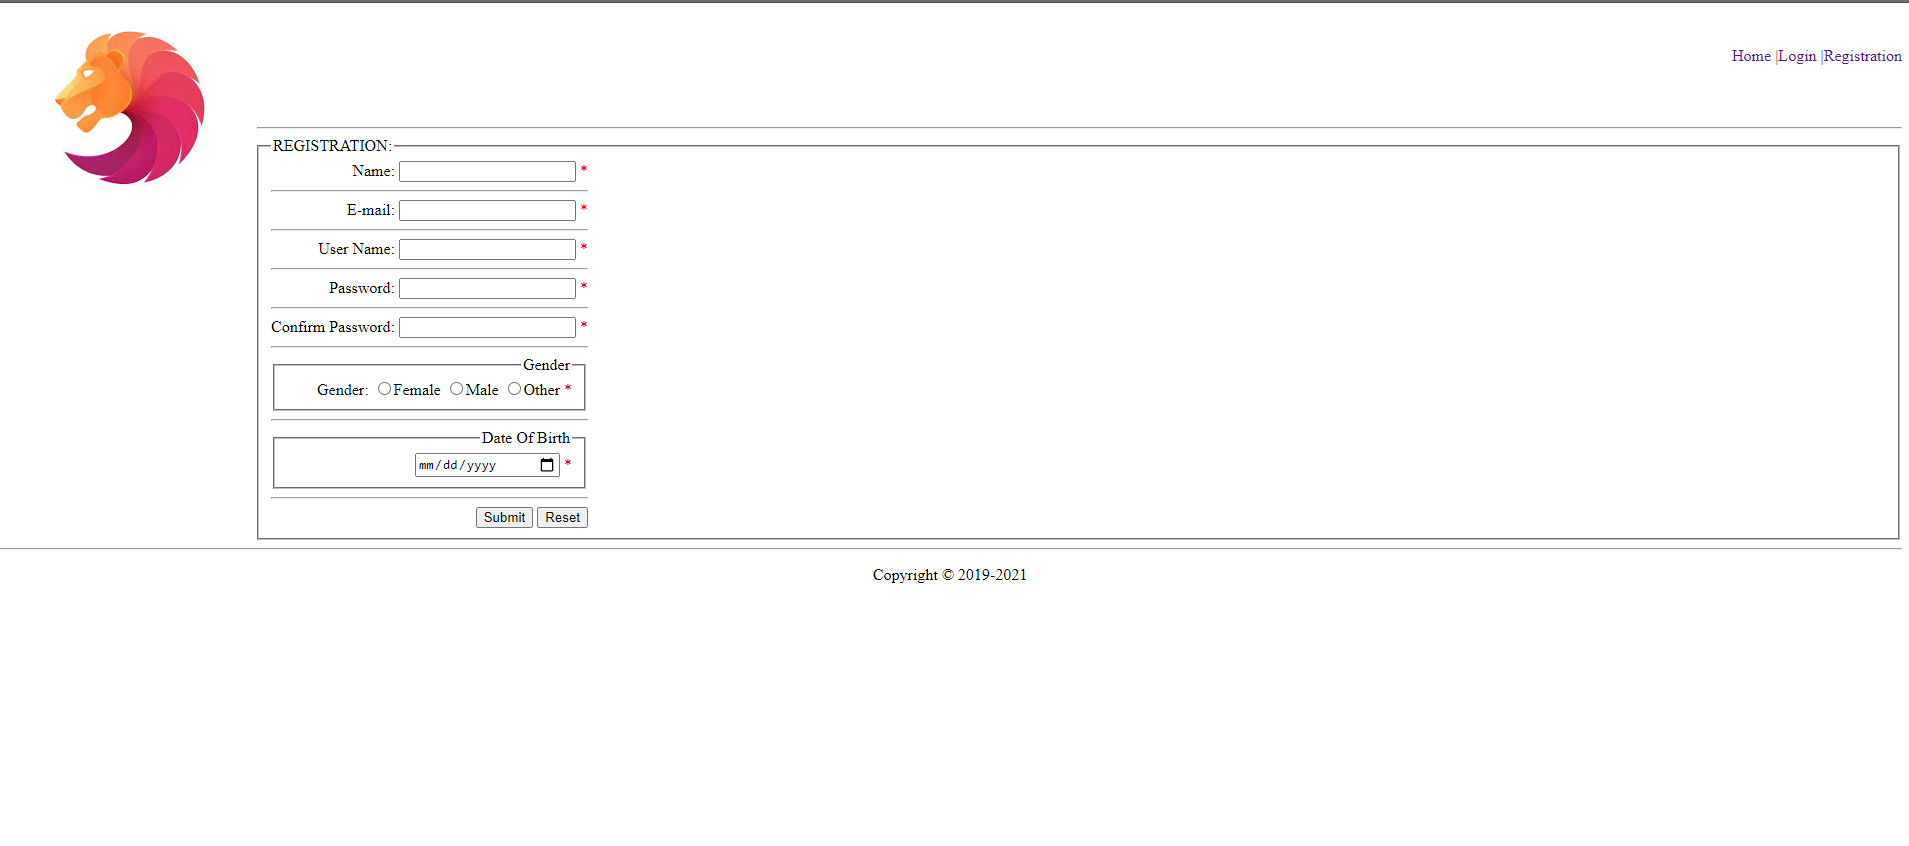 Home |Login |Registration
REGISTRATION:
Name: *
E-mail: *
User Name: *
Password: *
Confirm Password: *
Gender
Gender: Female Male Other *
Date Of Birth
mm/dd/yyyy *
Submit Reset
Copyright © 2019-2021